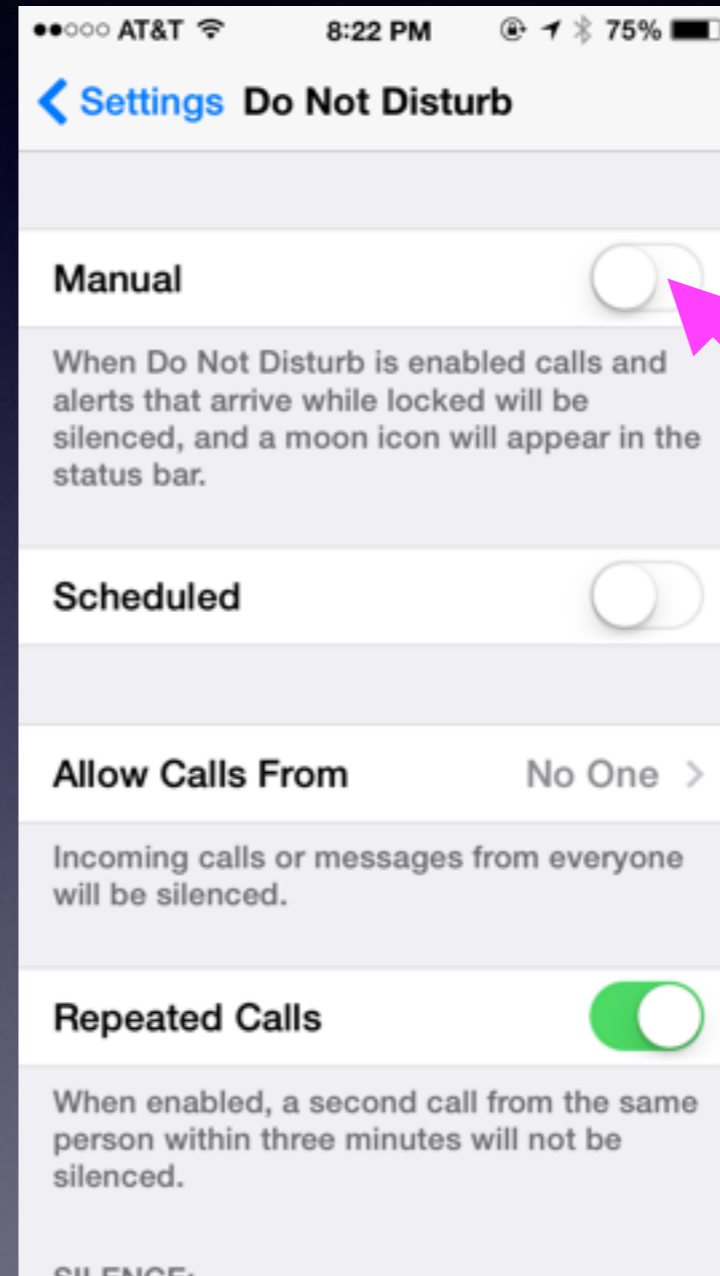 AT&T 8:22 PM 75%
Settings Do Not Disturb
Manual
When Do Not Disturb is enabled calls and
alerts that arrive while locked will be
silenced, and a moon icon will appear in the
status bar.
Scheduled
Allow Calls From No One
Incoming calls or messages from everyone
will be silenced.
Repeated Calls
When enabled, a second call from the same
person within three minutes will not be
silenced.
SILENCE: